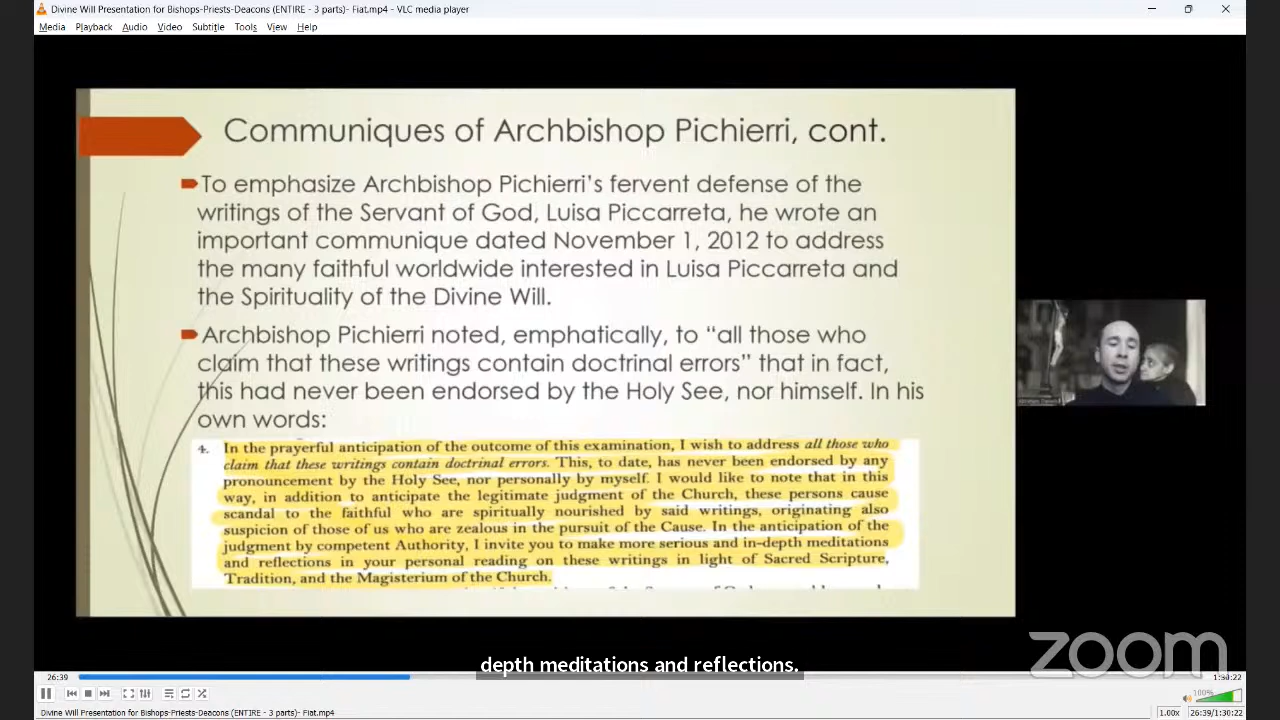 Divine Will Presentation for Bishops-Priests-Deacons (ENTIRE - 3 parts)- Fiat.mp4 - VLC media player
Media Playback Audio Video Subtitle Tools View Help
Communiques of Archbishop Pichierri, cont.
To emphasize Archbishop Pichierri's fervent defense of the
writings of the Servant of God, Luisa Piccarreta, he wrote an
important communique dated November 1, 2012 to address
the many faithful worldwide interested in Luisa Piccarreta and
the Spirituality of the Divine Will.
Archbishop Pichierri noted, emphatically, to “all those who
claim that these writings contain doctrinal errors” that in fact,
this had never been endorsed by the Holy See, nor himself. In his
own words:
4. In the prayerful anticipation of the outcome of this examination, I wish to address all those who
claim that these writings contain doctrinal errors. This, to date, has never been endorsed by any
pronouncement by the Holy See, nor personally by myself. I would like to note that in this
way, in addition to anticipate the legitimate judgment of the Church, these persons cause
scandal to the faithful who are spiritually nourished by said writings, originating also
suspicion of those of us who are zealous in the pursuit of the Cause. In the anticipation of the
judgment by competent Authority, I invite you to make more serious and in-depth meditations
and reflections in your personal reading on these writings in light of Sacred Scripture,
Tradition, and the Magisterium of the Church.
depth meditations and reflections.
zoom
26:39
1:30:22
100%
Divine Will Presentation for Bishops-Priests-Deacons (ENTIRE - 3 parts)- Fiat.mp4
1.00x 26:39/1:30:22